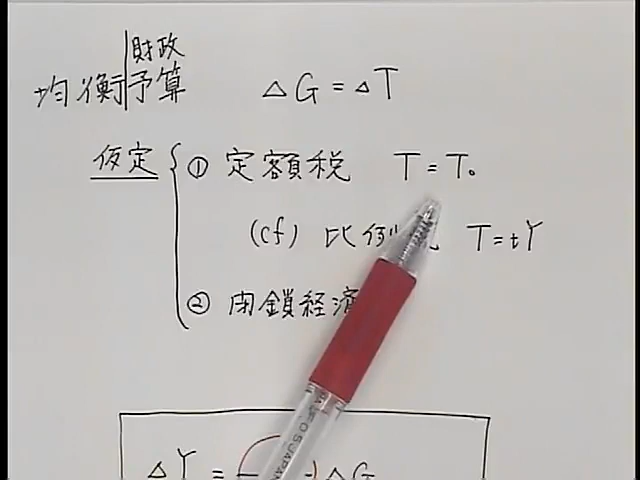 財政
均衡予算 △G = △T
仮定 ① 定額税 T = T₀
(cf) 比例 T = tY
② 閉鎖経済
△Y = △G